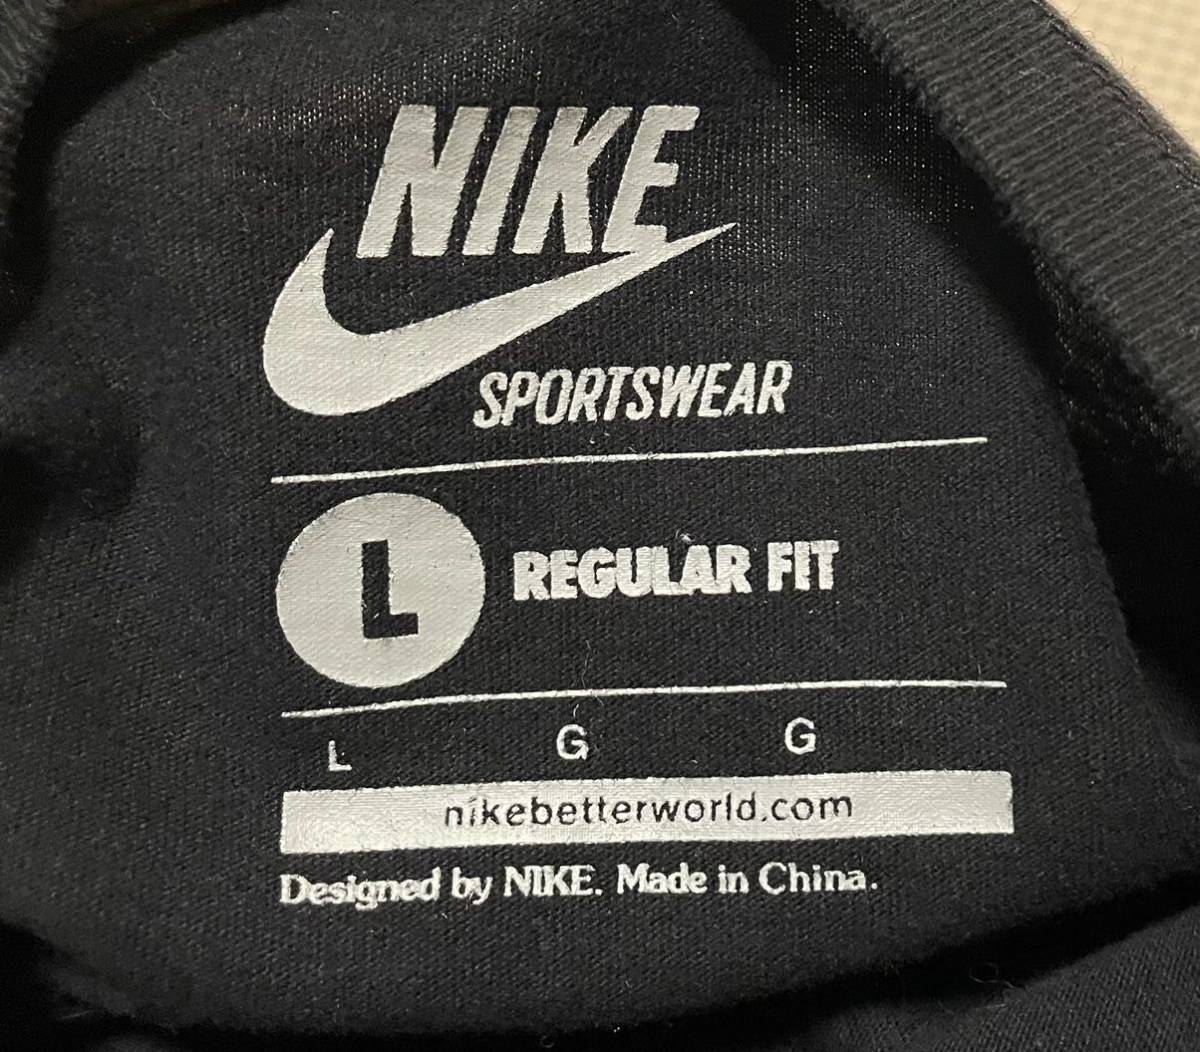 NIKE
SPORTSWEAR
L REGULAR FIT
L G G
nikebetterworld.com
Designed by NIKE. Made in China.